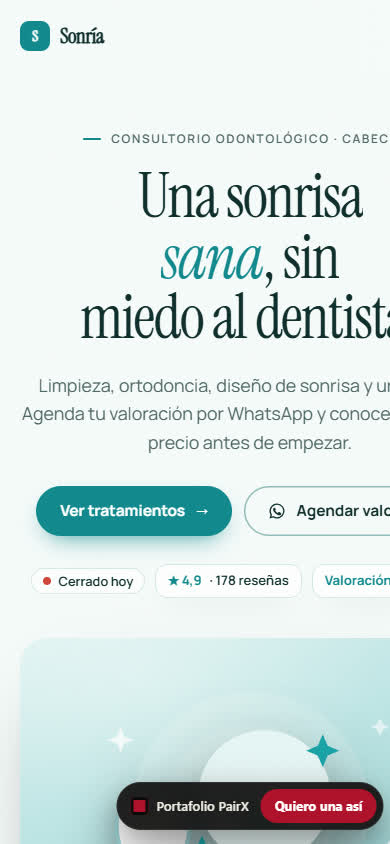 S Sonría
CONSULTORIO ODONTOLÓGICO · CABEC
Una sonrisa
sana, sin
miedo al dentista
Limpieza, ortodoncia, diseño de sonrisa y u
Agenda tu valoración por WhatsApp y conoce
precio antes de empezar.
Ver tratamientos →
Agendar valo
Cerrado hoy
★ 4,9 · 178 reseñas
Valoración
Portafolio PairX
Quiero una así